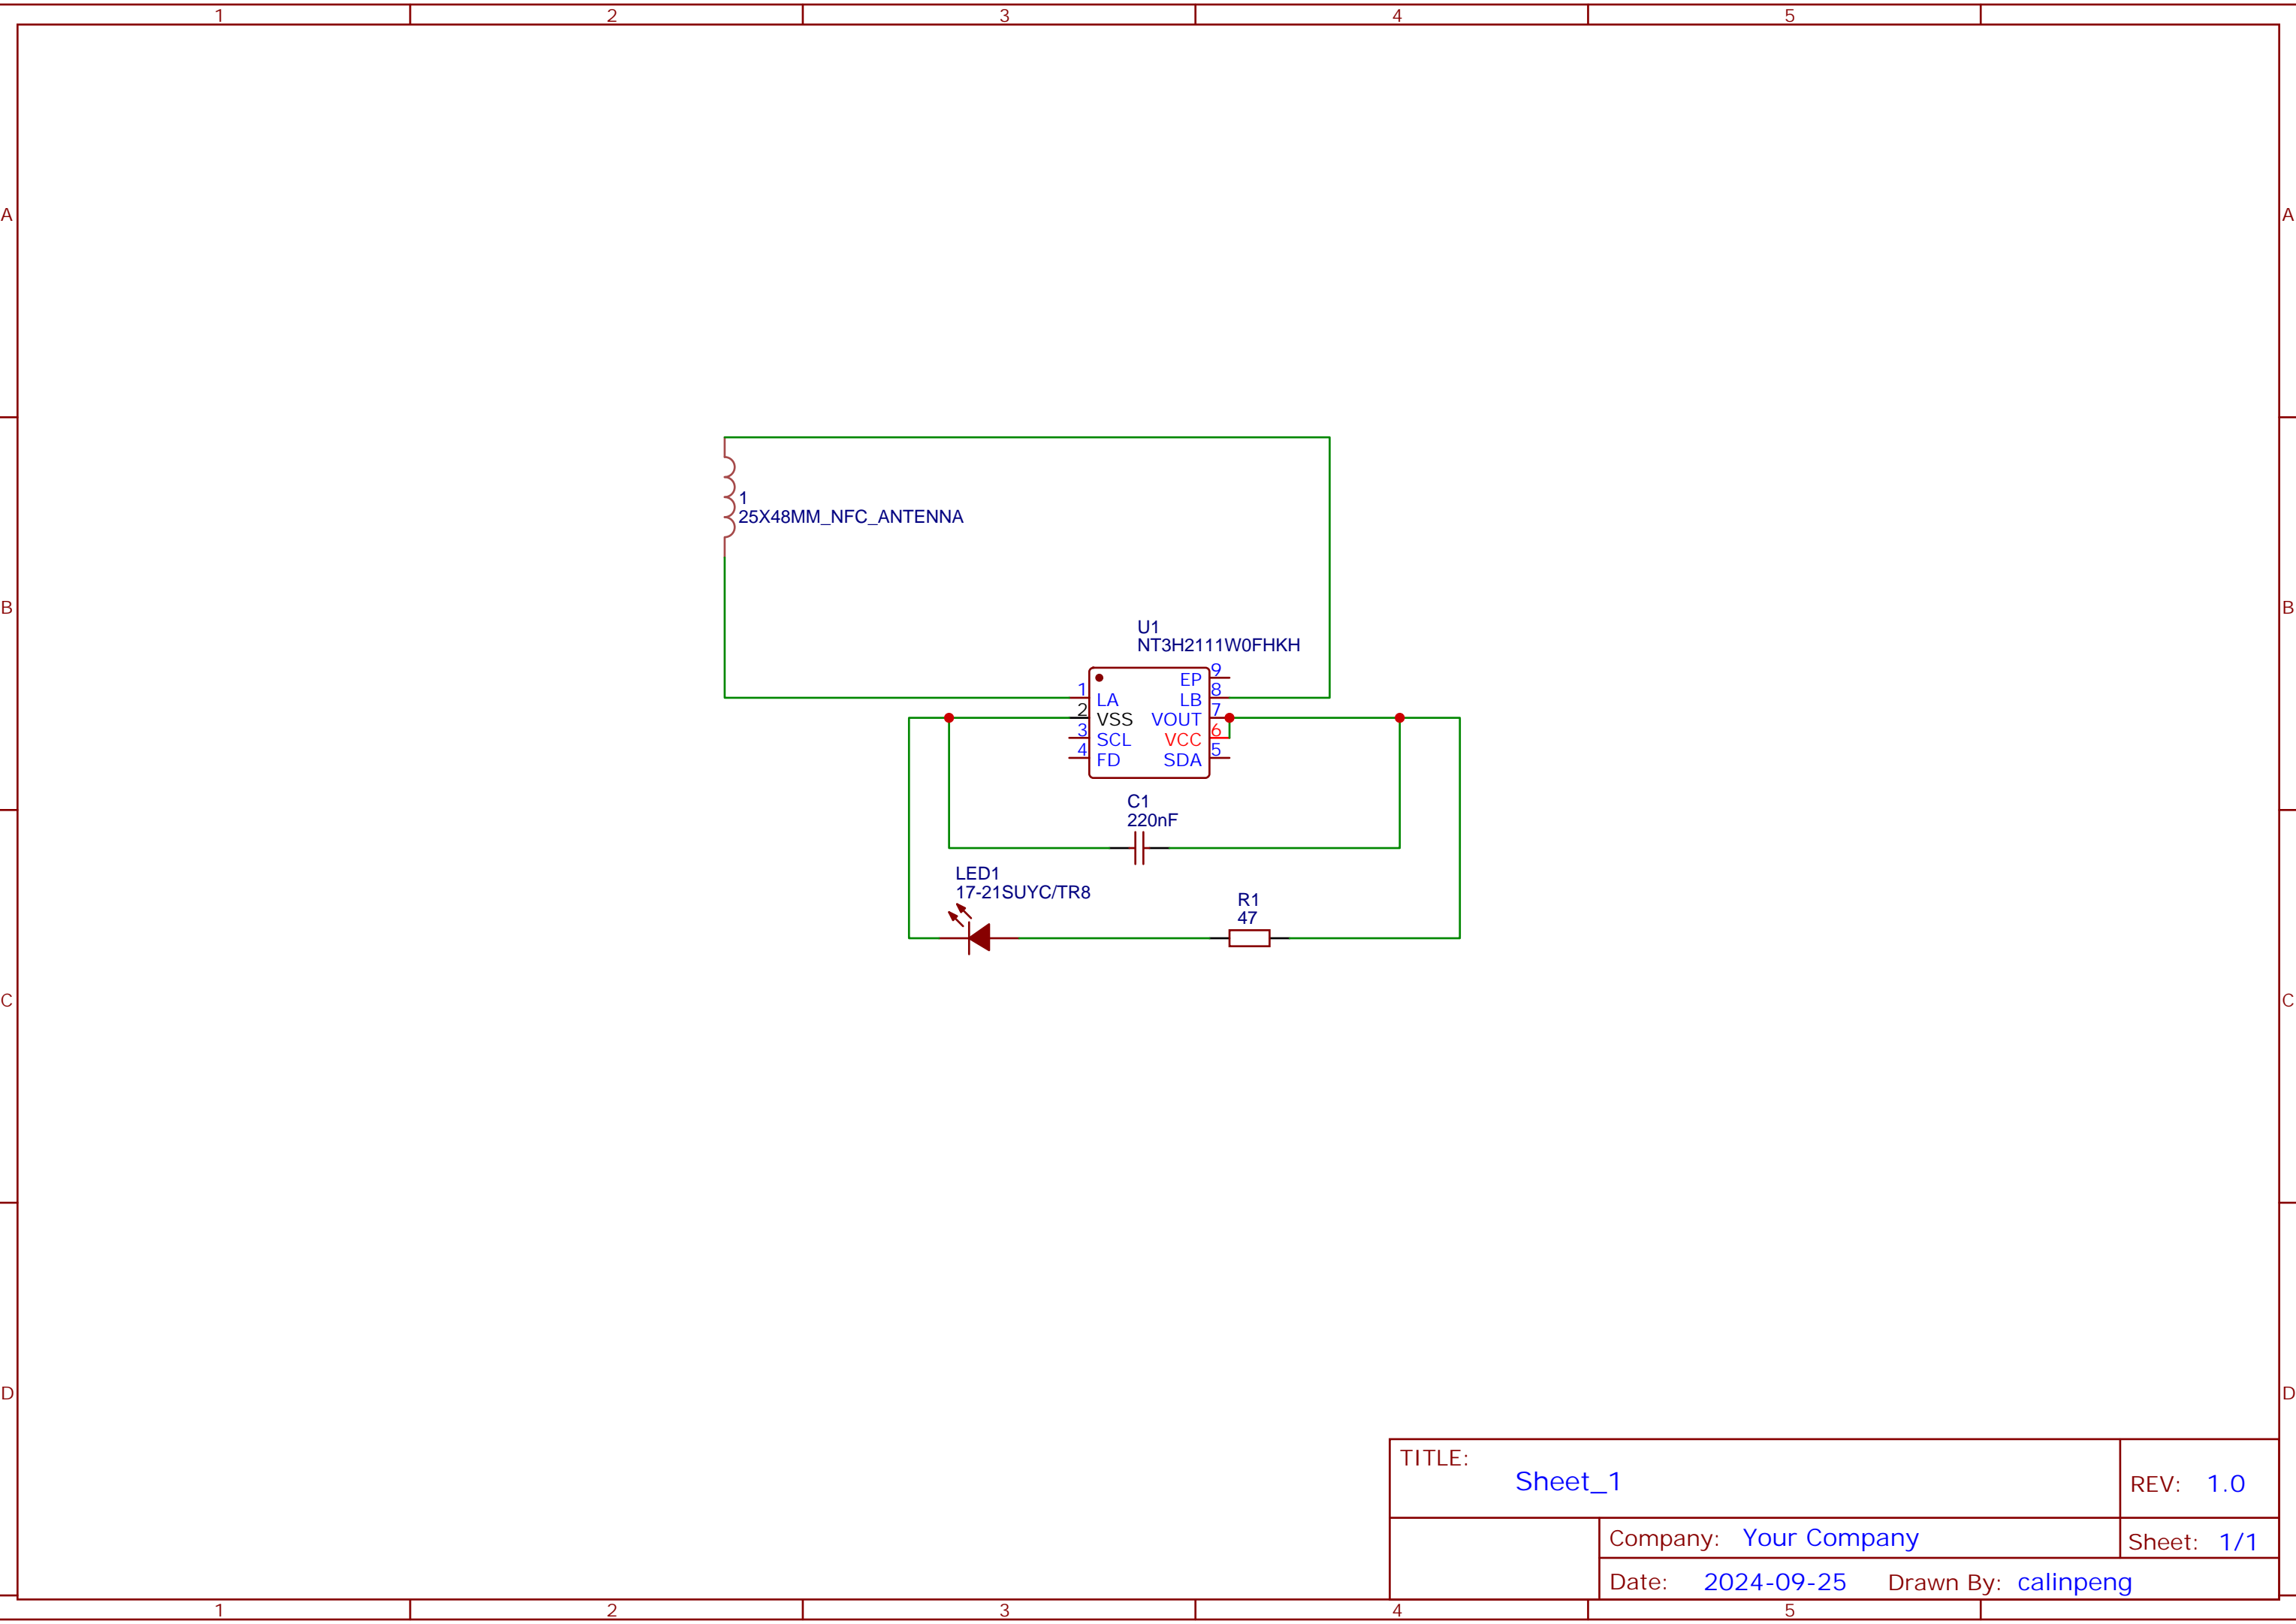 1 2 3 4 5
A A
1
25X48MM_NFC_ANTENNA
B B
U1
NT3H2111W0FHKH
EP 9
1 LA LB 8
2 VSS VOUT 7
3 SCL VCC 6
4 FD SDA 5
C1
220nF
LED1
17-21SUYC/TR8
R1
47
C C
D D
TITLE:
Sheet_1
REV: 1.0
Company: Your Company
Sheet: 1/1
Date: 2024-09-25 Drawn By: calinpeng
1 2 3 4 5